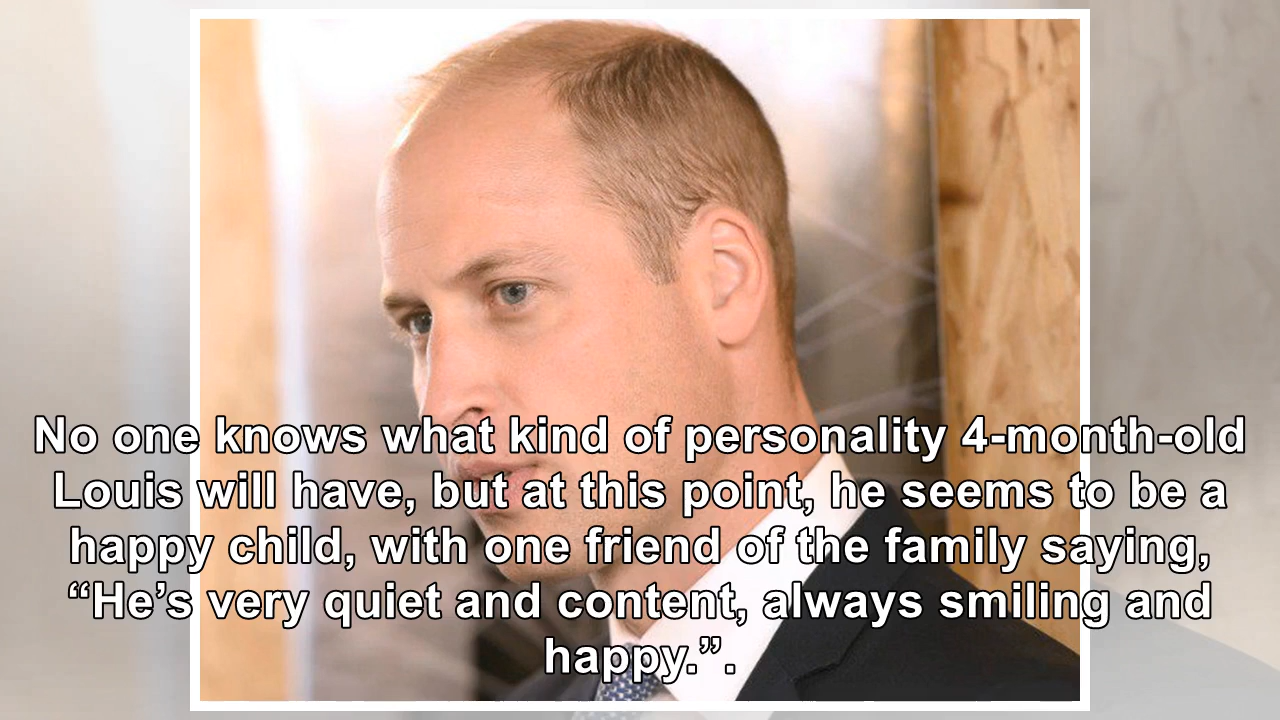 No one knows what kind of personality 4-month-old
Louis will have, but at this point, he seems to be a
happy child, with one friend of the family saying,
“He’s very quiet and content, always smiling and
happy.”.